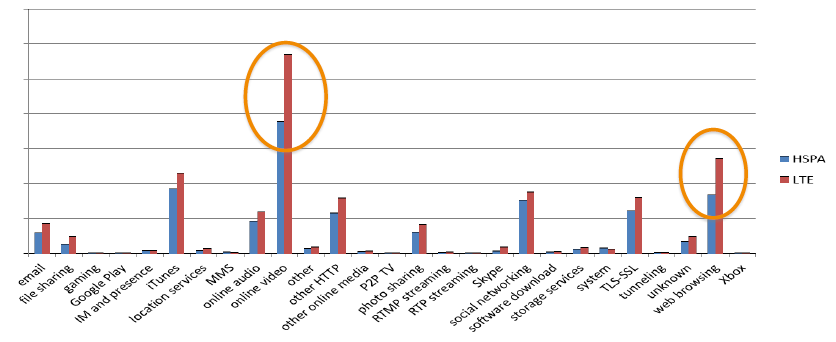 HSPA
LTE
email
file sharing
gaming
Google Play
IM and presence
iTunes
location services
MMS
online audio
online video
other
other HTTP
other online media
P2P TV
photo sharing
RTMP streaming
RTP streaming
Skype
social networking
software download
storage services
system
TLS-SSL
tunneling
unknown
web browsing
Xbox